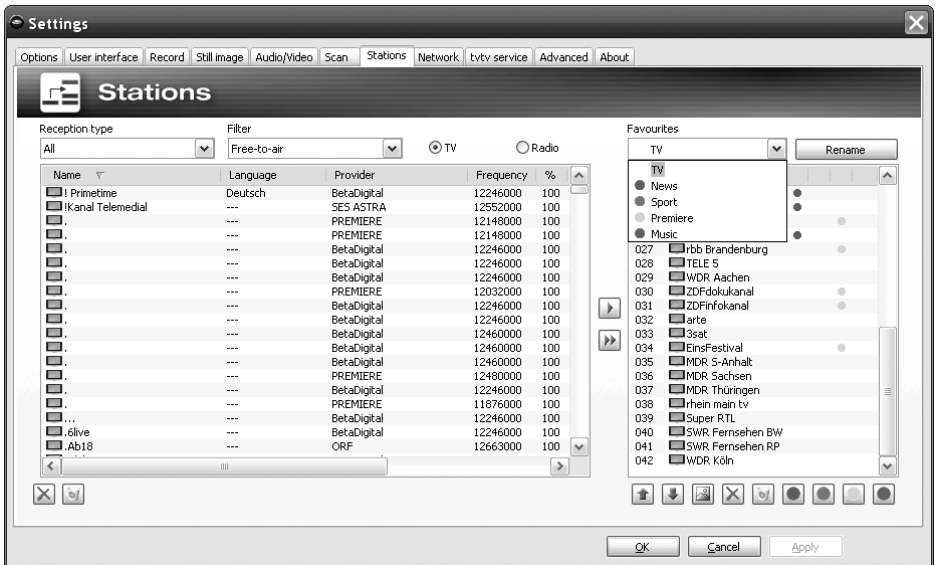 Settings
Options User interface Record Still image Audio/Video Scan Stations Network tvtv service Advanced About
Stations
Reception type Filter Favourites
All Free-to-air TV Radio TV Rename
Name Language Provider Frequency % TV
! Primetime Deutsch BetaDigital 12246000 100 News
!Kanal Telemedial --- SES ASTRA 12552000 100 Sport
. --- PREMIERE 12148000 100 Premiere
. --- PREMIERE 12148000 100 Music
. --- BetaDigital 12246000 100 027 rbb Brandenburg
. --- BetaDigital 12246000 100 028 TELE 5
. --- BetaDigital 12246000 100 029 WDR Aachen
. --- PREMIERE 12032000 100 030 ZDFdokukanal
. --- BetaDigital 12246000 100 031 ZDFinfokanal
. --- BetaDigital 12246000 100 032 arte
. --- BetaDigital 12460000 100 033 3sat
. --- BetaDigital 12460000 100 034 EinsFestival
. --- BetaDigital 12460000 100 035 MDR S-Anhalt
. --- PREMIERE 12480000 100 036 MDR Sachsen
. --- BetaDigital 12246000 100 037 MDR Thüringen
. --- PREMIERE 11876000 100 038 rhein main tv
... --- BetaDigital 12246000 100 039 Super RTL
.6live --- BetaDigital 12246000 100 040 SWR Fernsehen BW
.Ab18 --- ORF 12663000 100 041 SWR Fernsehen RP
042 WDR Köln
OK Cancel Apply